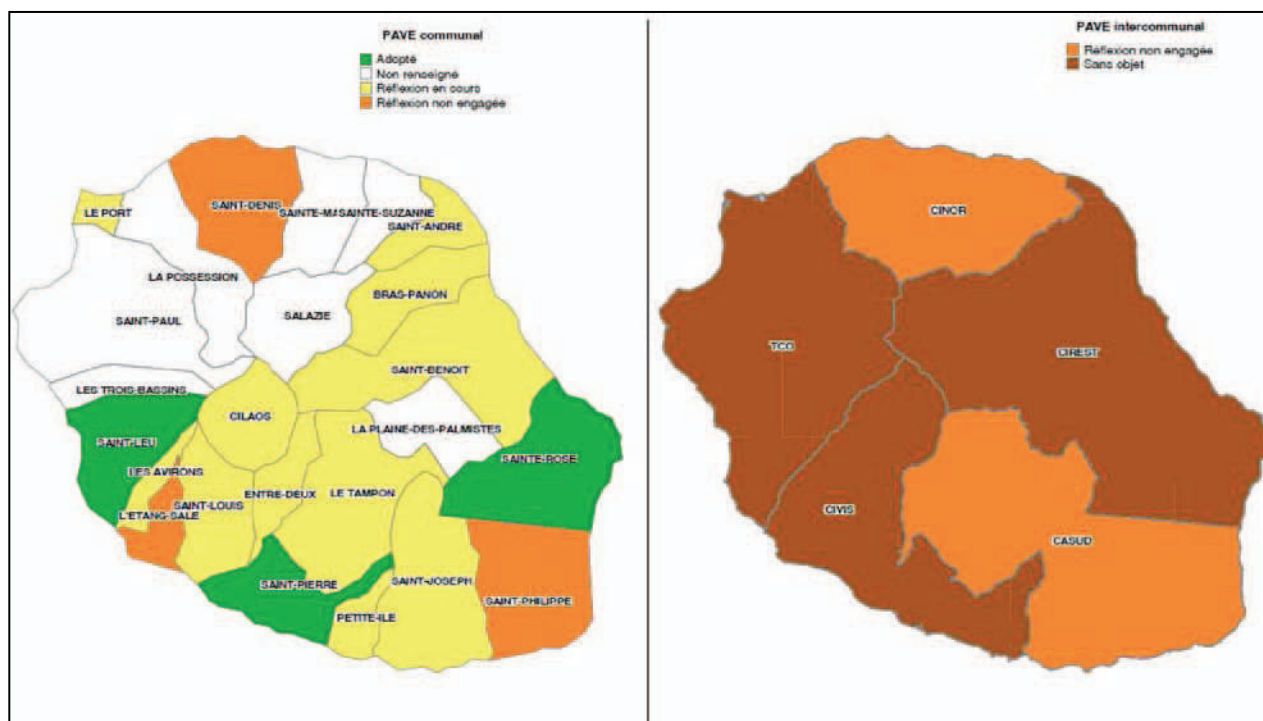 PAVE communal
Adopté
Non renseigné
Réflexion en cours
Réflexion non engagée
LE PORT
SAINT-DENIS
SAINTE-MA
SAINTE-SUZANNE
SAINT-ANDRE
LA POSSESSION
BRAS-PANON
SAINT-PAUL
SALAZIE
SAINT-BENOIT
LES TROIS-BASSINS
CILAOS
LA PLAINE-DES-PALMISTES
SAINT-LEU
SAINTE-ROSE
LES AVIRONS
ENTRE-DEUX
LE TAMPON
SAINT-LOUIS
L'ETANG-SALE
SAINT-PIERRE
SAINT-JOSEPH
SAINT-PHILIPPE
PETITE-ILE
PAVE intercommunal
Réflexion non engagée
Sans objet
CINOR
TCO
CIREST
CIVIS
CASUD